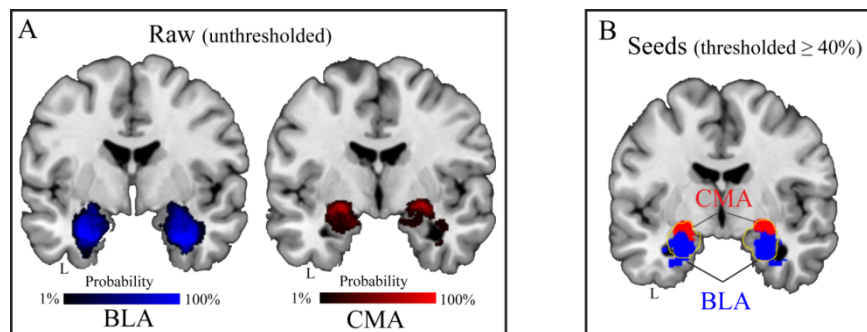 A
Raw (unthresholded)
L
L
Probability
1% 100%
BLA
Probability
1% 100%
CMA
B
Seeds (thresholded ≥ 40%)
CMA
L
BLA